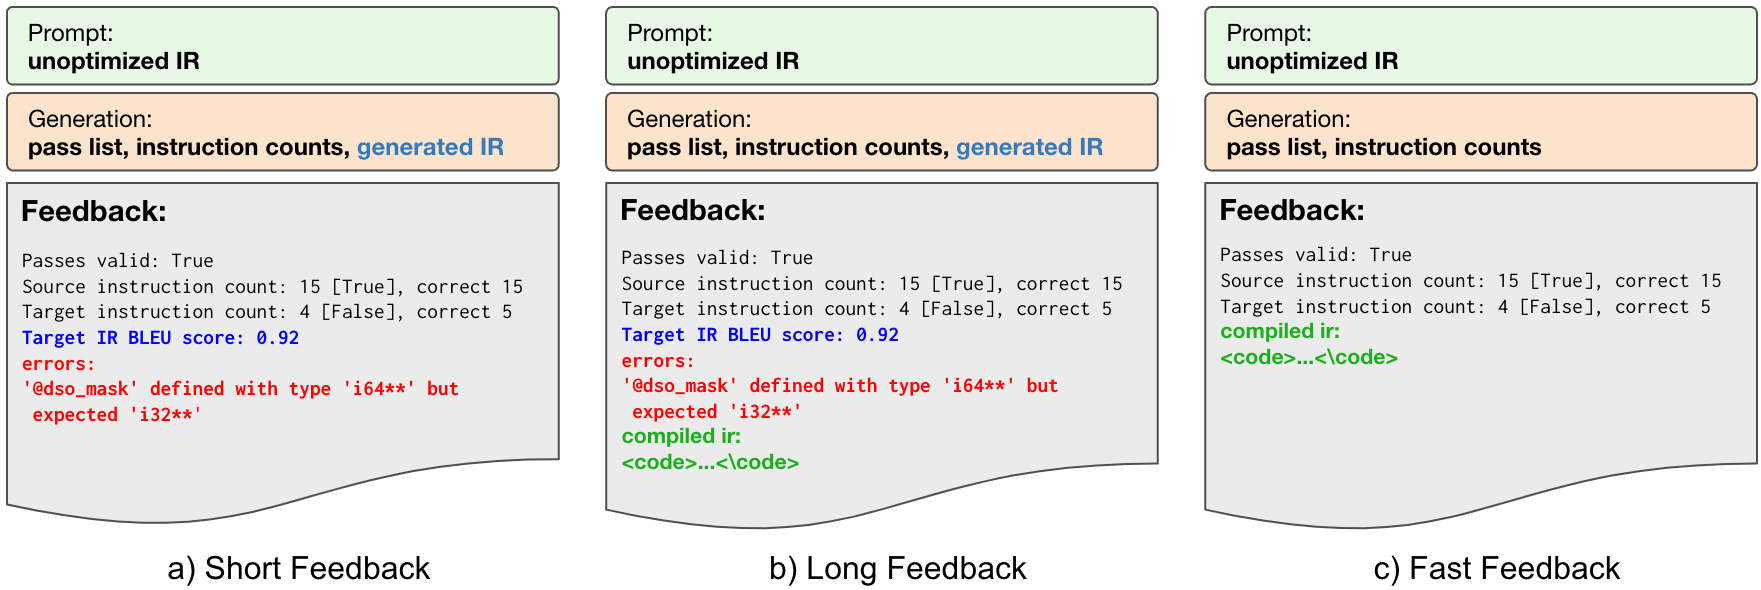 Prompt:
unoptimized IR
Generation:
pass list, instruction counts, generated IR
Feedback:
Passes valid: True
Source instruction count: 15 [True], correct 15
Target instruction count: 4 [False], correct 5
Target IR BLEU score: 0.92
errors:
'@dso_mask' defined with type 'i64**' but
expected 'i32**'
a) Short Feedback
Prompt:
unoptimized IR
Generation:
pass list, instruction counts, generated IR
Feedback:
Passes valid: True
Source instruction count: 15 [True], correct 15
Target instruction count: 4 [False], correct 5
Target IR BLEU score: 0.92
errors:
'@dso_mask' defined with type 'i64**' but
expected 'i32**'
compiled ir:
<code>...<\code>
b) Long Feedback
Prompt:
unoptimized IR
Generation:
pass list, instruction counts
Feedback:
Passes valid: True
Source instruction count: 15 [True], correct 15
Target instruction count: 4 [False], correct 5
compiled ir:
<code>...<\code>
c) Fast Feedback